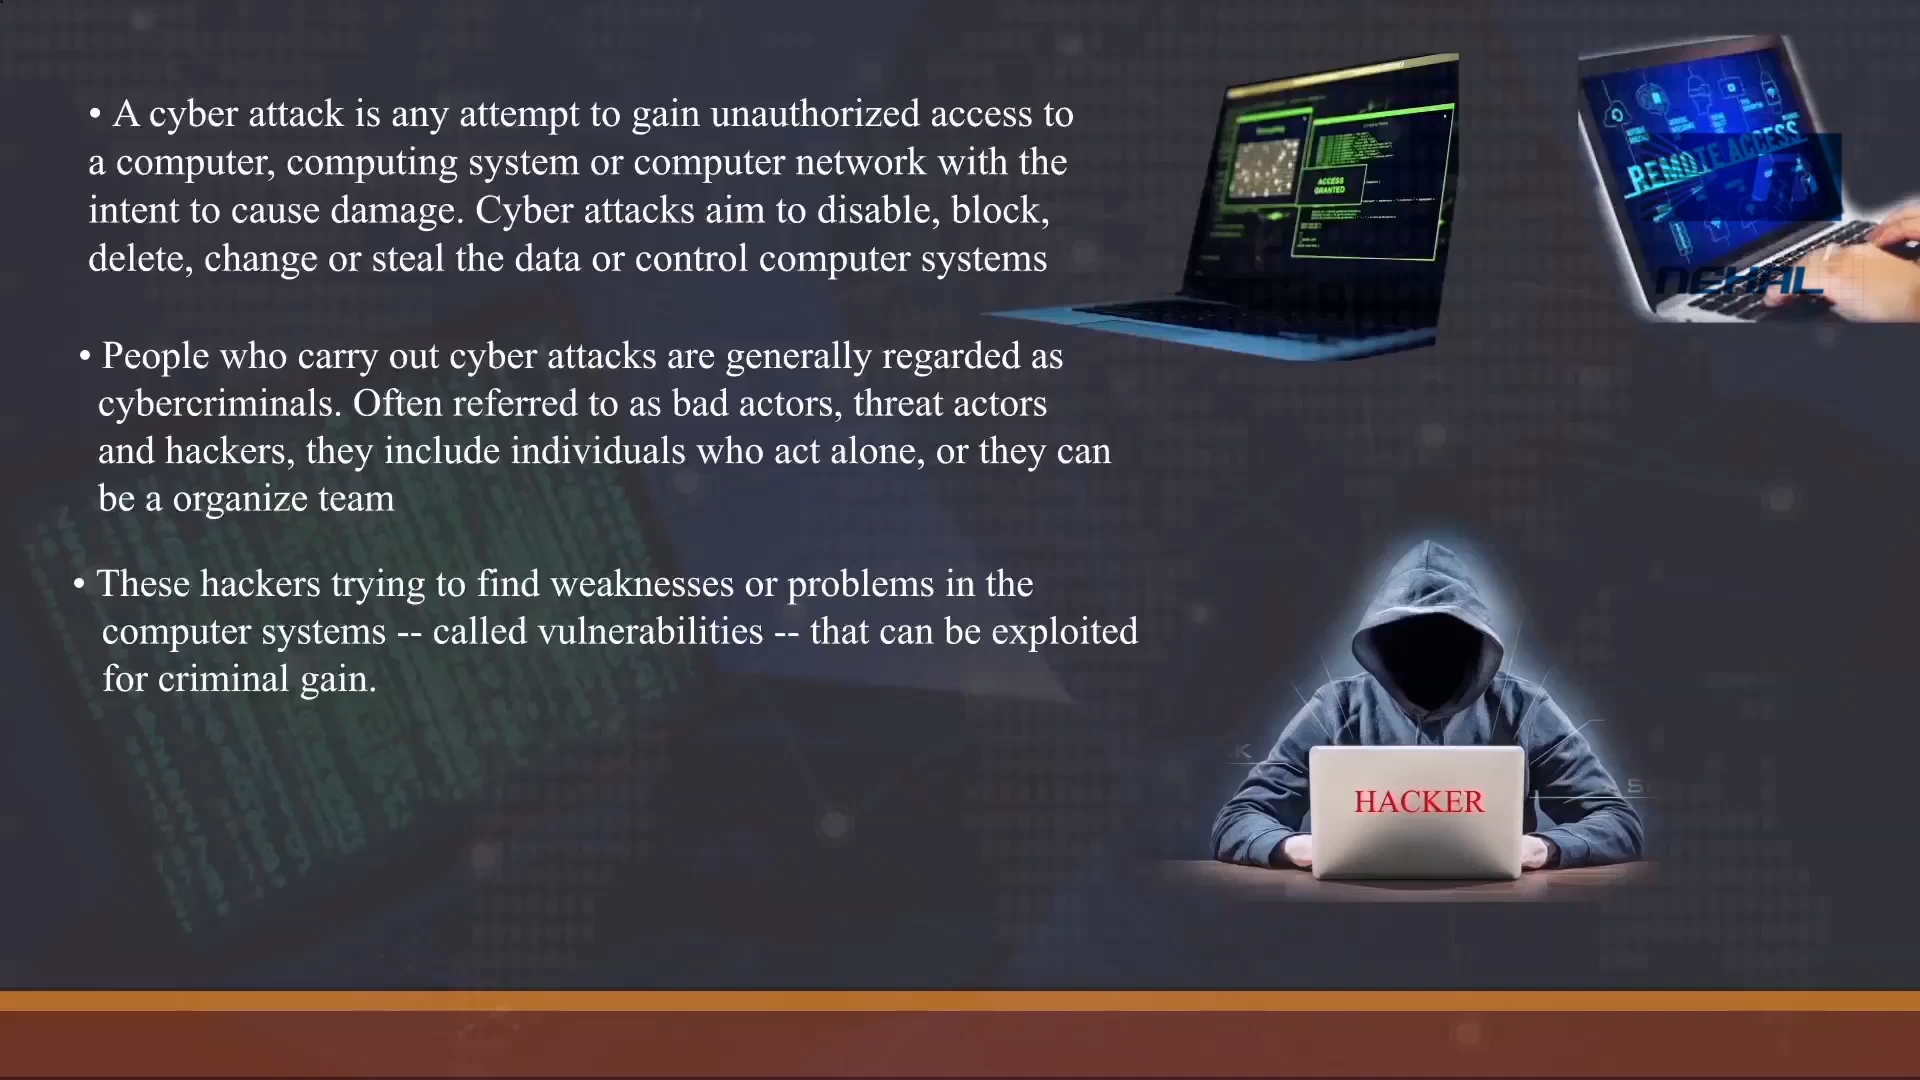 • A cyber attack is any attempt to gain unauthorized access to
a computer, computing system or computer network with the
intent to cause damage. Cyber attacks aim to disable, block,
delete, change or steal the data or control computer systems
• People who carry out cyber attacks are generally regarded as
cybercriminals. Often referred to as bad actors, threat actors
and hackers, they include individuals who act alone, or they can
be a organize team
• These hackers trying to find weaknesses or problems in the
computer systems -- called vulnerabilities -- that can be exploited
for criminal gain.
ACCESS
GRANTED
REMOTE ACCESS
NEHAL
HACKER